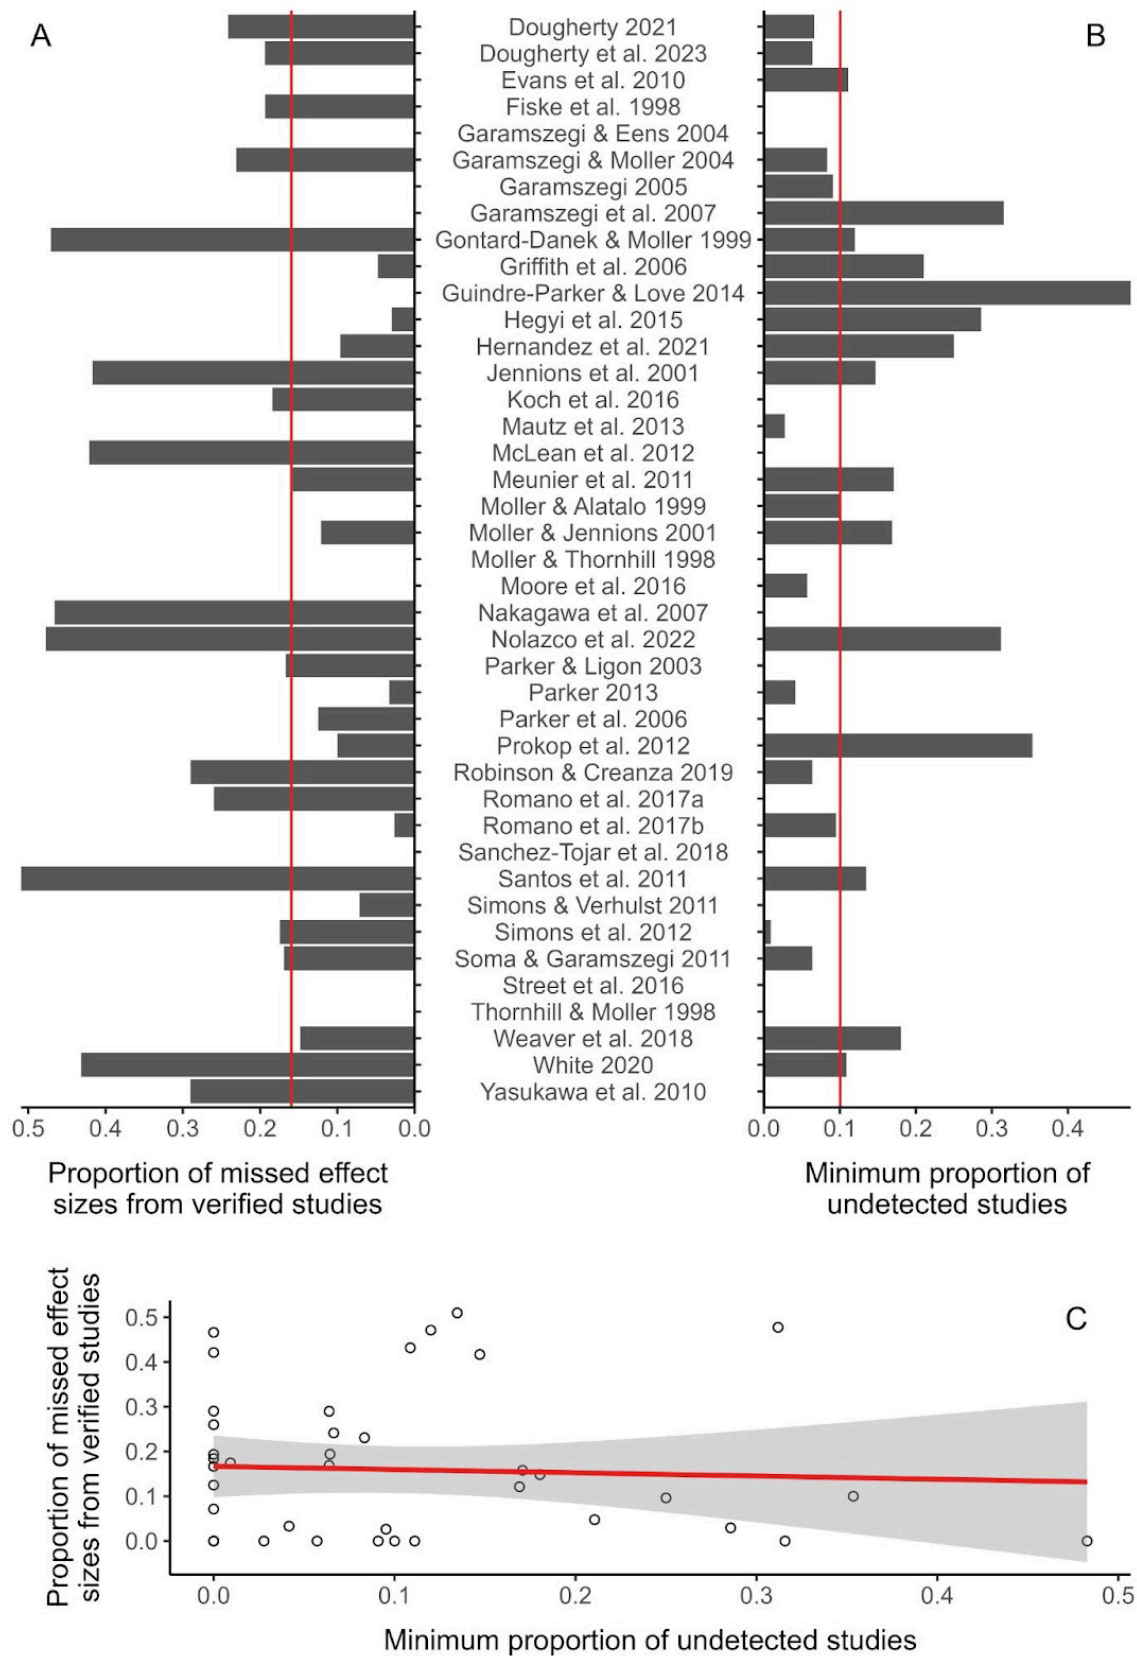 A
B
Dougherty 2021
Dougherty et al. 2023
Evans et al. 2010
Fiske et al. 1998
Garamszegi & Eens 2004
Garamszegi & Moller 2004
Garamszegi 2005
Garamszegi et al. 2007
Gontard-Danek & Moller 1999
Griffith et al. 2006
Guindre-Parker & Love 2014
Hegyi et al. 2015
Hernandez et al. 2021
Jennions et al. 2001
Koch et al. 2016
Mautz et al. 2013
McLean et al. 2012
Meunier et al. 2011
Moller & Alatalo 1999
Moller & Jennions 2001
Moller & Thornhill 1998
Moore et al. 2016
Nakagawa et al. 2007
Nolazco et al. 2022
Parker & Ligon 2003
Parker 2013
Parker et al. 2006
Prokop et al. 2012
Robinson & Creanza 2019
Romano et al. 2017a
Romano et al. 2017b
Sanchez-Tojar et al. 2018
Santos et al. 2011
Simons & Verhulst 2011
Simons et al. 2012
Soma & Garamszegi 2011
Street et al. 2016
Thornhill & Moller 1998
Weaver et al. 2018
White 2020
Yasukawa et al. 2010
0.5 0.4 0.3 0.2 0.1 0.0
0.0 0.1 0.2 0.3 0.4
Proportion of missed effect
sizes from verified studies
Minimum proportion of
undetected studies
C
Proportion of missed effect
sizes from verified studies
0.5
0.4
0.3
0.2
0.1
0.0
0.0 0.1 0.2 0.3 0.4 0.5
Minimum proportion of undetected studies